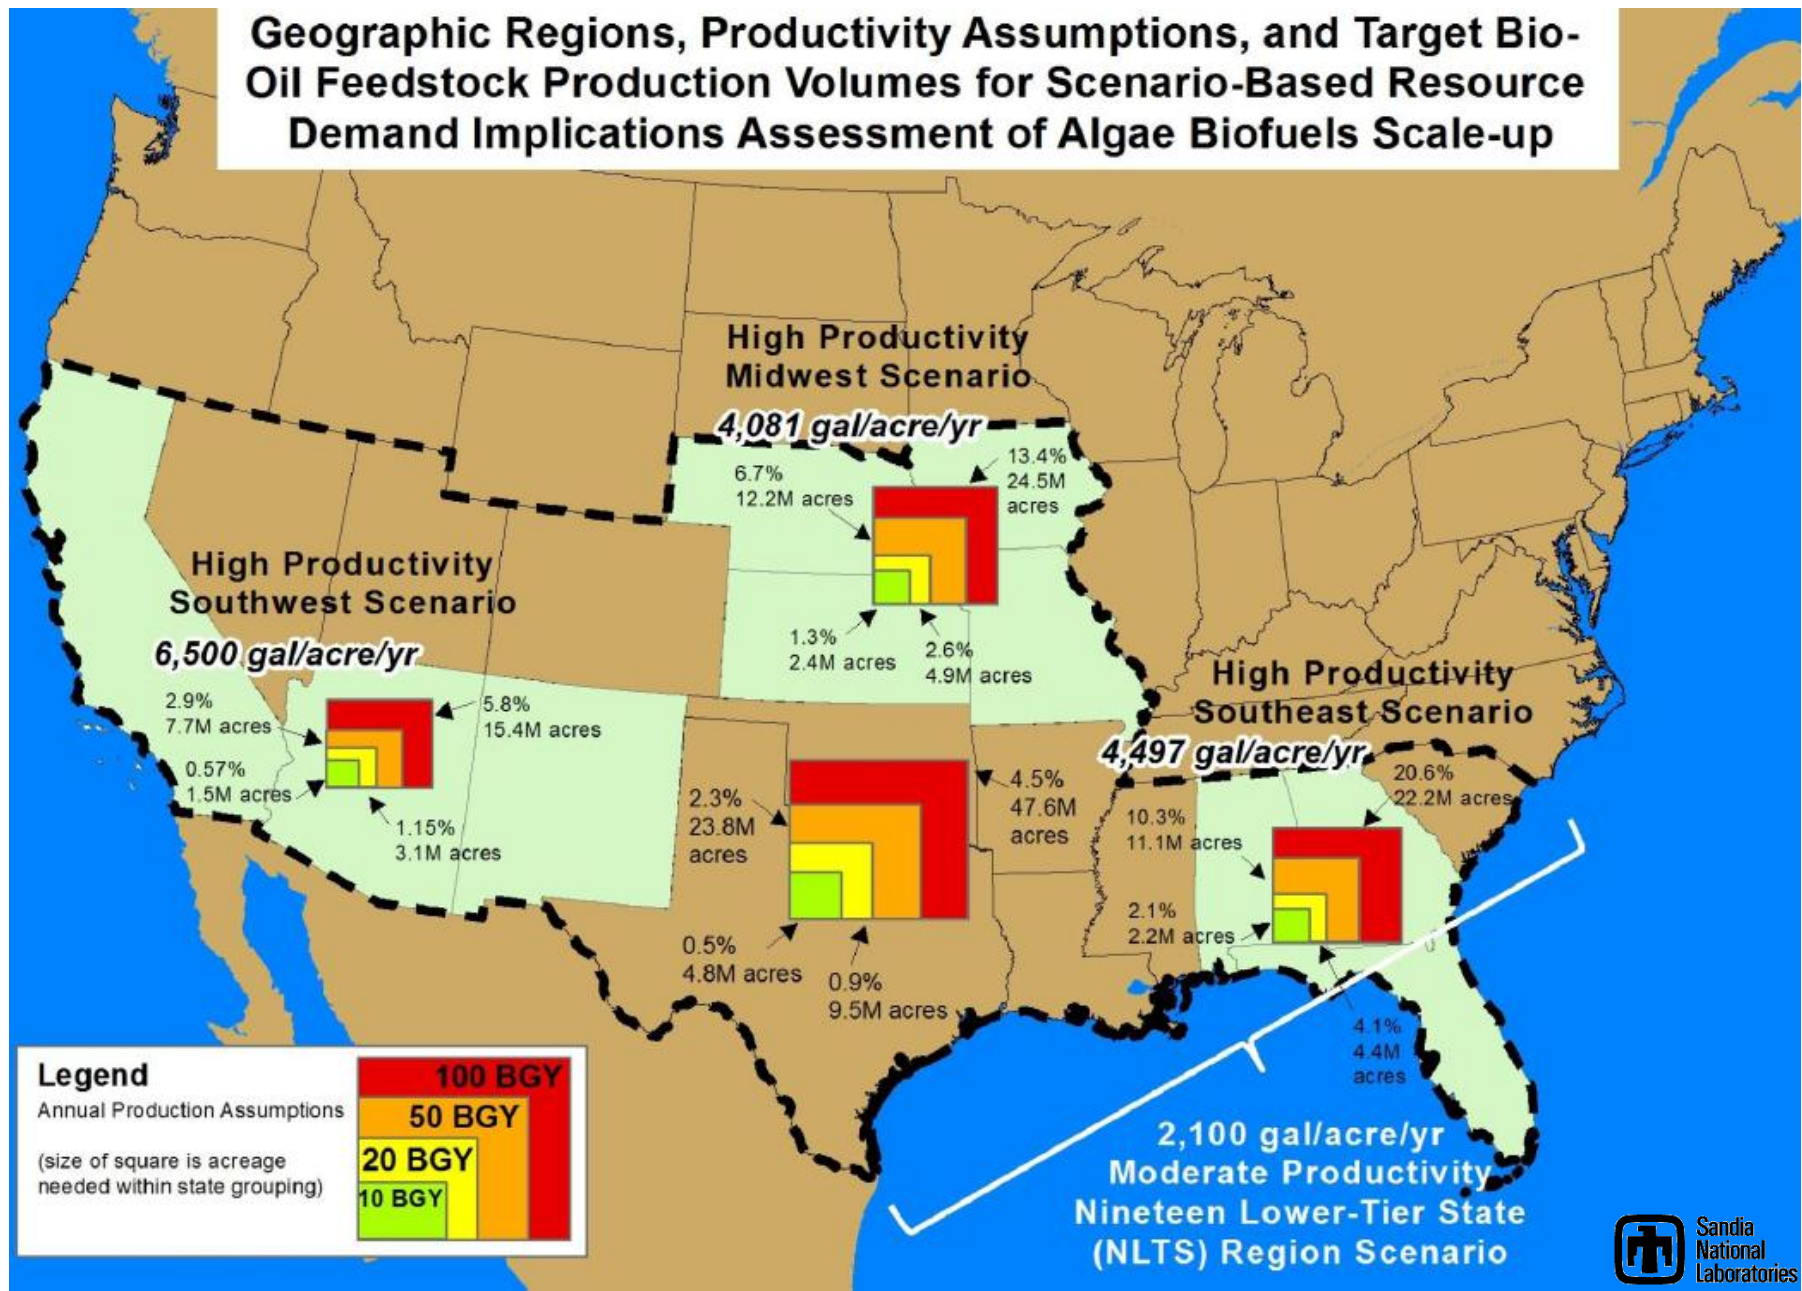 Geographic Regions, Productivity Assumptions, and Target Bio-
Oil Feedstock Production Volumes for Scenario-Based Resource
Demand Implications Assessment of Algae Biofuels Scale-up
High Productivity
Midwest Scenario
4,081 gal/acre/yr
6.7%
12.2M acres
13.4%
24.5M
acres
1.3%
2.4M acres
2.6%
4.9M acres
High Productivity
Southwest Scenario
6,500 gal/acre/yr
2.9%
7.7M acres
5.8%
15.4M acres
0.57%
1.5M acres
1.15%
3.1M acres
2.3%
23.8M
acres
4.5%
47.6M
acres
0.5%
4.8M acres
0.9%
9.5M acres
High Productivity
Southeast Scenario
4,497 gal/acre/yr
20.6%
22.2M acres
10.3%
11.1M acres
2.1%
2.2M acres
4.1%
4.4M
acres
2,100 gal/acre/yr
Moderate Productivity
Nineteen Lower-Tier State
(NLTS) Region Scenario
Legend
Annual Production Assumptions
(size of square is acreage
needed within state grouping)
100 BGY
50 BGY
20 BGY
10 BGY
Sandia
National
Laboratories